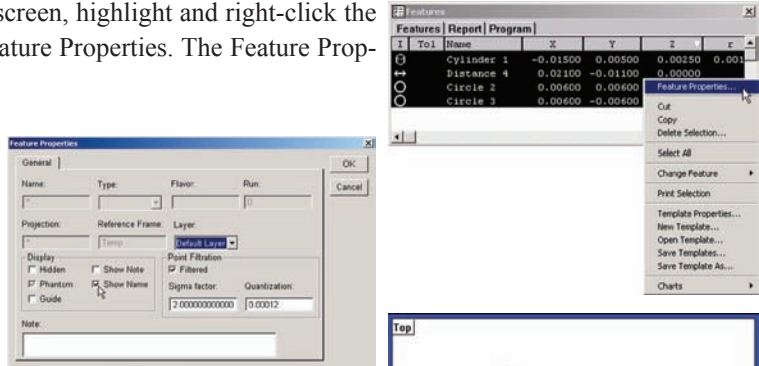 screen, highlight and right-click the
ature Properties. The Feature Prop-
Features
Features Report Program
I Tol Name X Y Z r
Cylinder 1 -0.01500 0.00500 0.00250 0.001
Distance 4 0.02100 -0.01100 0.00000
Circle 2 0.00600 0.00600
Circle 3 0.00600 -0.00600
Feature Properties...
Cut
Copy
Delete Selection...
Select All
Change Feature
Print Selection
Template Properties...
New Template...
Open Template...
Save Templates...
Save Template As...
Charts
Feature Properties
General
OK
Cancel
Name: Type: Flavor: Run:
* 0
Projection: Reference Frame: Layer:
* Temp Default Layer
Display Point Filtration
Hidden Show Note Filtered
Phantom Show Name Sigma factor: Quantization:
Guide 2.000000000000 0.00012
Note:
Top